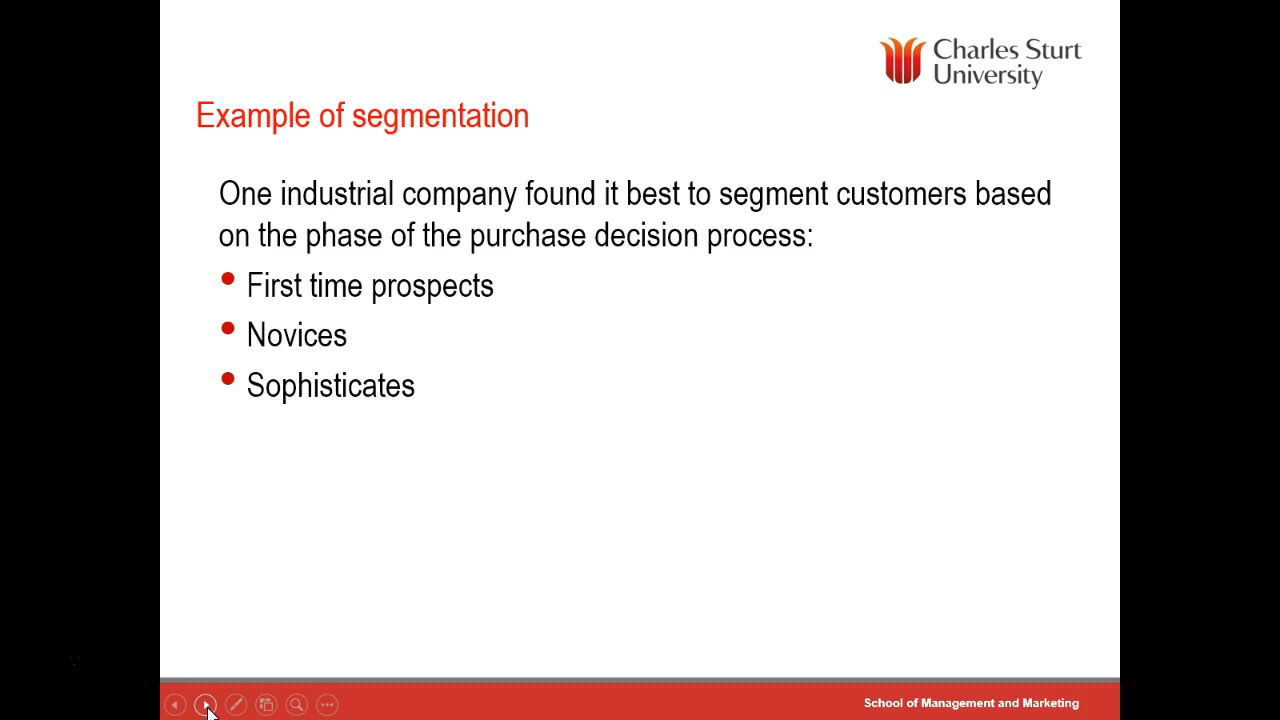 Charles Sturt
University
Example of segmentation
One industrial company found it best to segment customers based
on the phase of the purchase decision process:
• First time prospects
• Novices
• Sophisticates
School of Management and Marketing